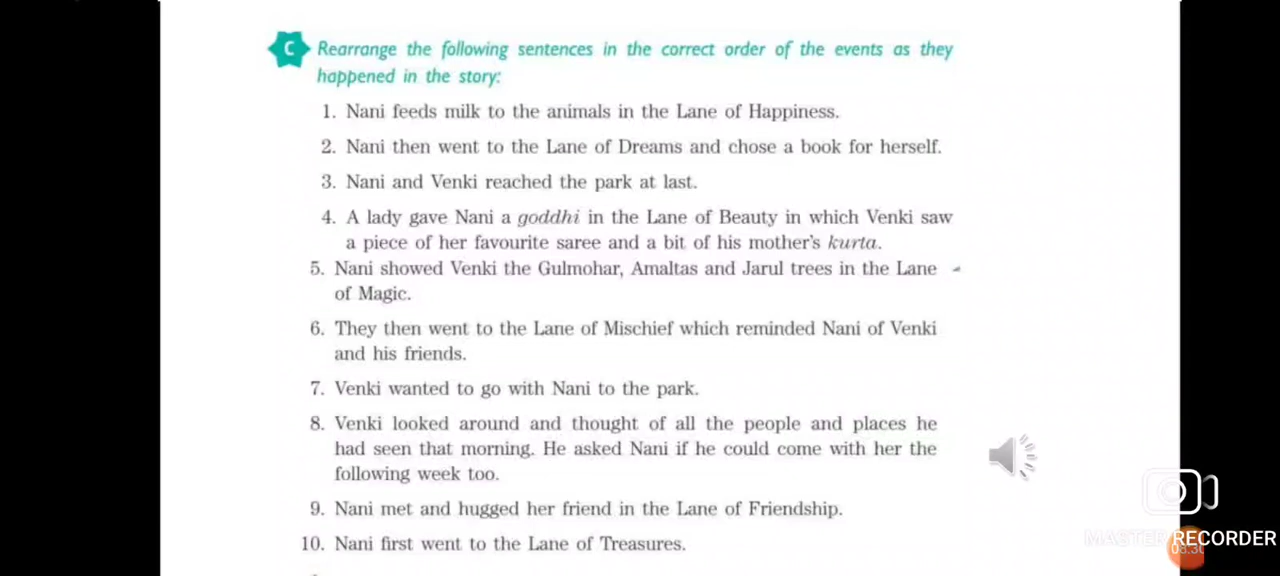 C Rearrange the following sentences in the correct order of the events as they
happened in the story:
1. Nani feeds milk to the animals in the Lane of Happiness.
2. Nani then went to the Lane of Dreams and chose a book for herself.
3. Nani and Venki reached the park at last.
4. A lady gave Nani a goddhi in the Lane of Beauty in which Venki saw
a piece of her favourite saree and a bit of his mother's kurta.
5. Nani showed Venki the Gulmohar, Amaltas and Jarul trees in the Lane
of Magic.
6. They then went to the Lane of Mischief which reminded Nani of Venki
and his friends.
7. Venki wanted to go with Nani to the park.
8. Venki looked around and thought of all the people and places he
had seen that morning. He asked Nani if he could come with her the
following week too.
9. Nani met and hugged her friend in the Lane of Friendship.
10. Nani first went to the Lane of Treasures.
MASTER RECORDER
08:30